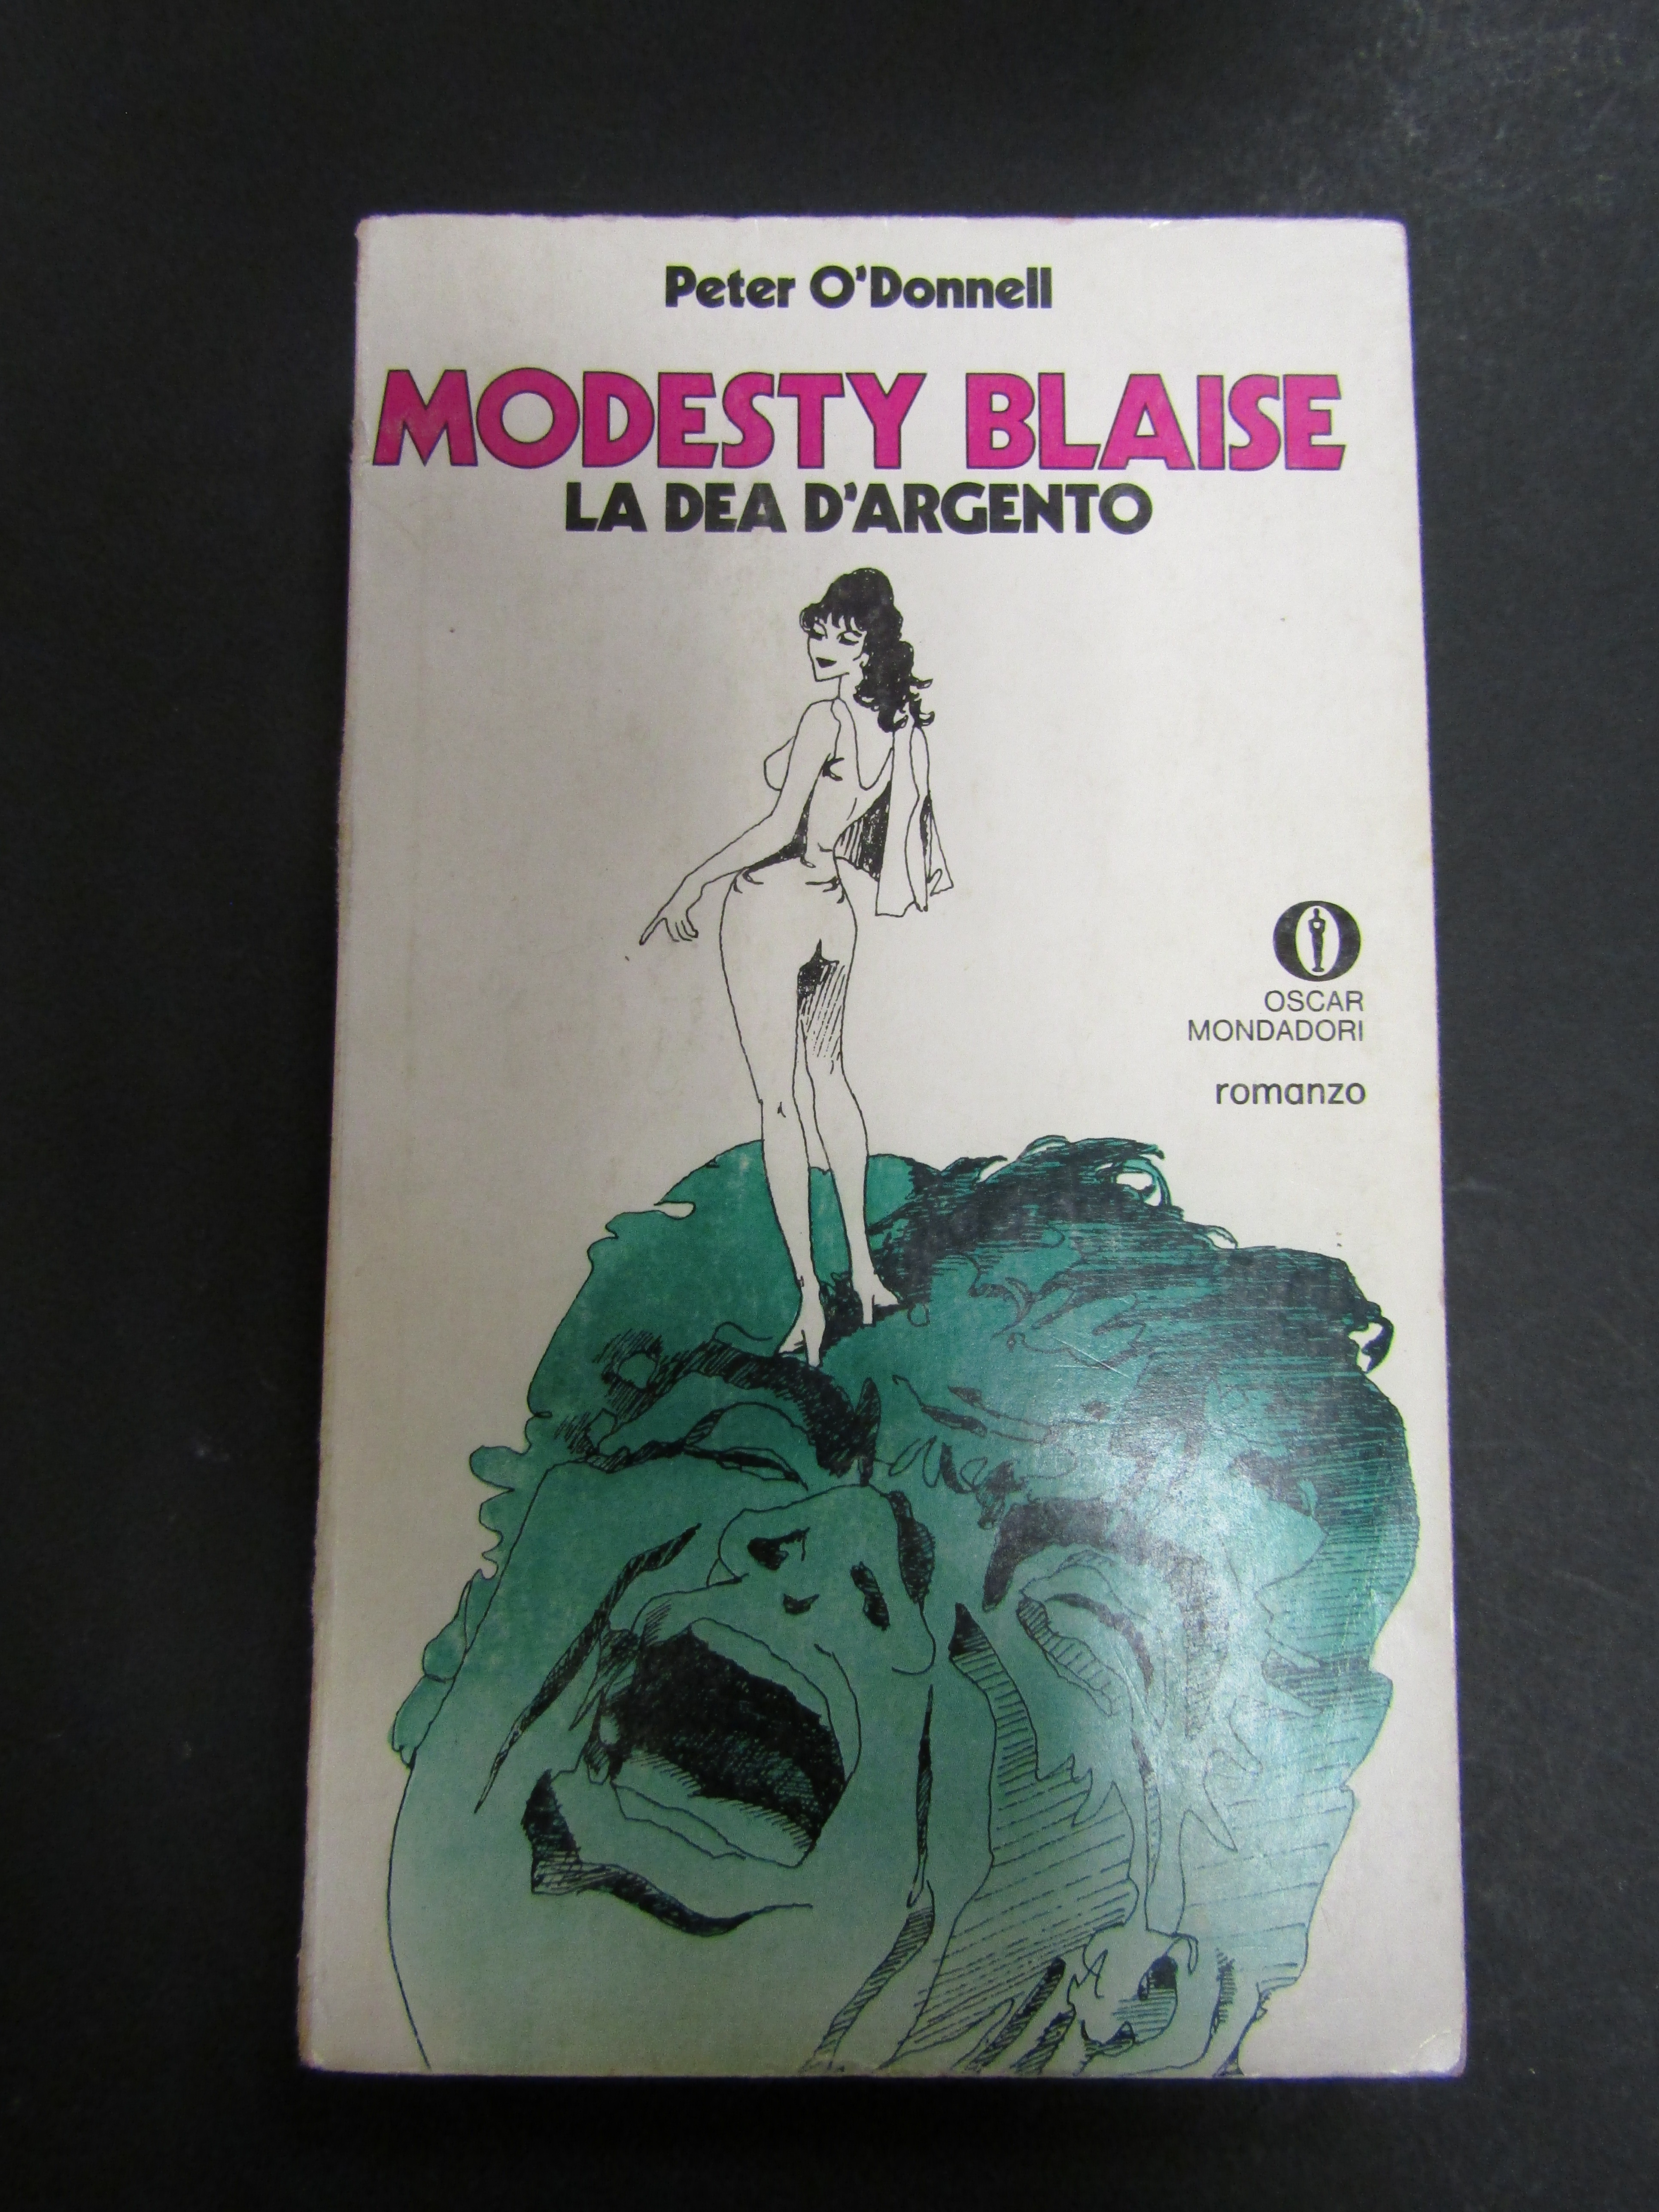 Peter O'Donnell
MODESTY BLAISE
LA DEA D'ARGENTO
OSCAR
MONDADORI
romanzo